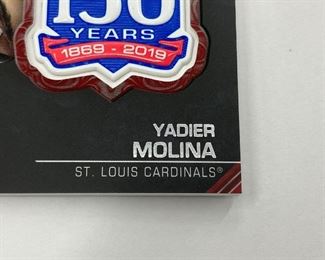 150
YEARS
1869 - 2019
YADIER
MOLINA
ST. LOUIS CARDINALS®